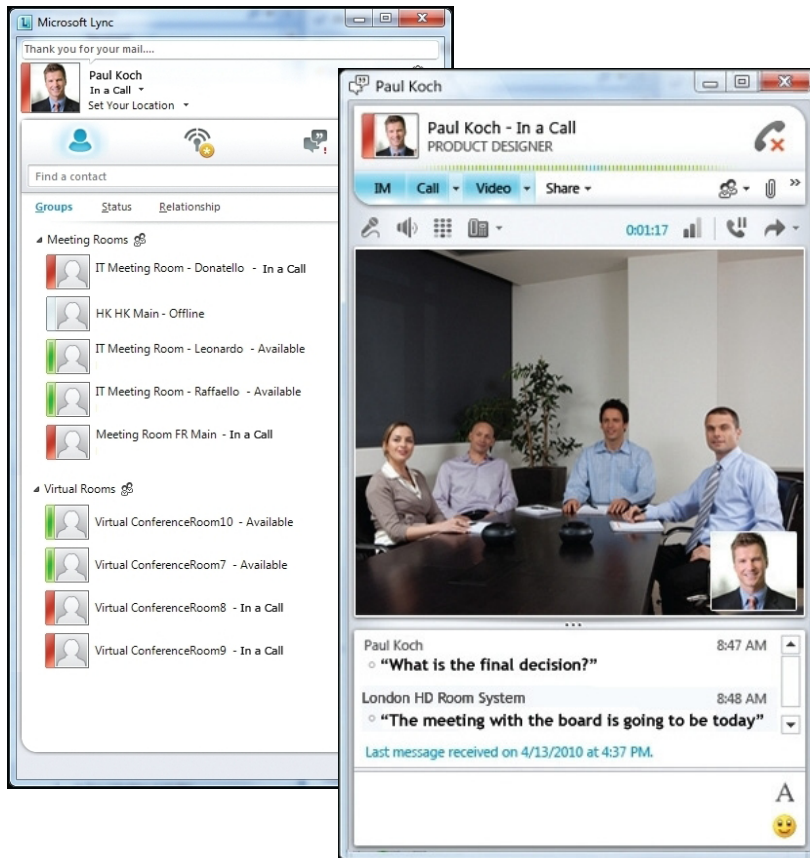 Microsoft Lync
Thank you for your mail....
Paul Koch
In a Call
Set Your Location
Find a contact
Groups Status Relationship
Meeting Rooms
IT Meeting Room - Donatello - In a Call
HK HK Main - Offline
IT Meeting Room - Leonardo - Available
IT Meeting Room - Raffaello - Available
Meeting Room FR Main - In a Call
Virtual Rooms
Virtual ConferenceRoom10 - Available
Virtual ConferenceRoom7 - Available
Virtual ConferenceRoom8 - In a Call
Virtual ConferenceRoom9 - In a Call
Paul Koch
Paul Koch - In a Call
PRODUCT DESIGNER
IM Call Video Share
0:01:17
Paul Koch 8:47 AM
“What is the final decision?”
London HD Room System 8:48 AM
“The meeting with the board is going to be today”
Last message received on 4/13/2010 at 4:37 PM.
A